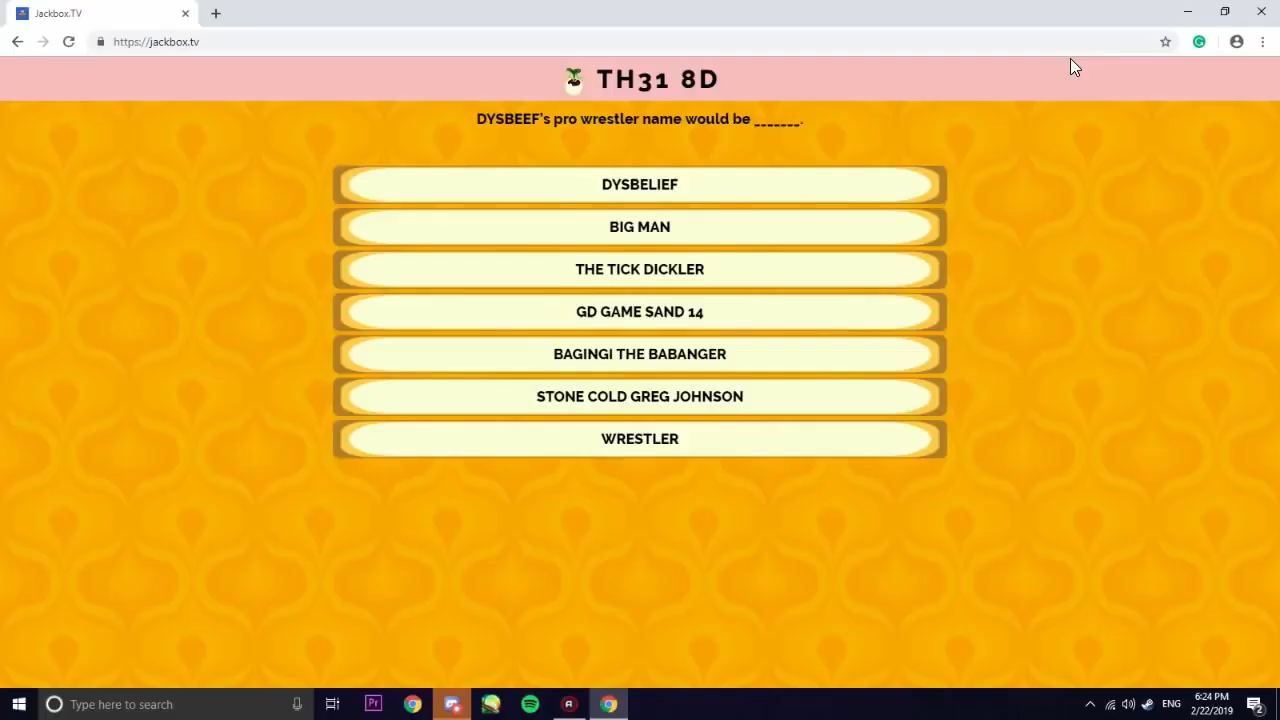 Jackbox.TV
https://jackbox.tv
TH31 8D
DYSBEEF's pro wrestler name would be _______.
DYSBELIEF
BIG MAN
THE TICK DICKLER
GD GAME SAND 14
BAGINGI THE BABANGER
STONE COLD GREG JOHNSON
WRESTLER
Type here to search
Pr
ENG
6:24 PM
2/22/2019
2